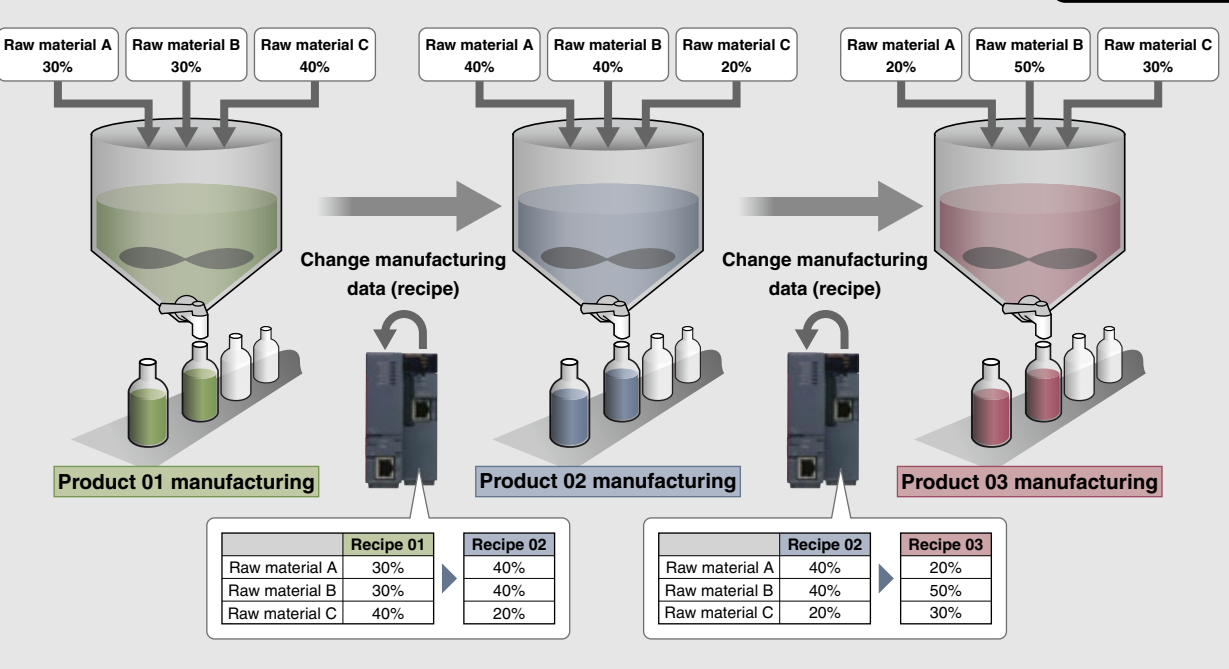 Raw material A
30%
Raw material B
30%
Raw material C
40%
Raw material A
40%
Raw material B
40%
Raw material C
20%
Raw material A
20%
Raw material B
50%
Raw material C
30%
Change manufacturing
data (recipe)
Change manufacturing
data (recipe)
Product 01 manufacturing
Product 02 manufacturing
Product 03 manufacturing
Recipe 01 Recipe 02
Raw material A 30% 40%
Raw material B 30% 40%
Raw material C 40% 20%
Recipe 02 Recipe 03
Raw material A 40% 20%
Raw material B 40% 50%
Raw material C 20% 30%